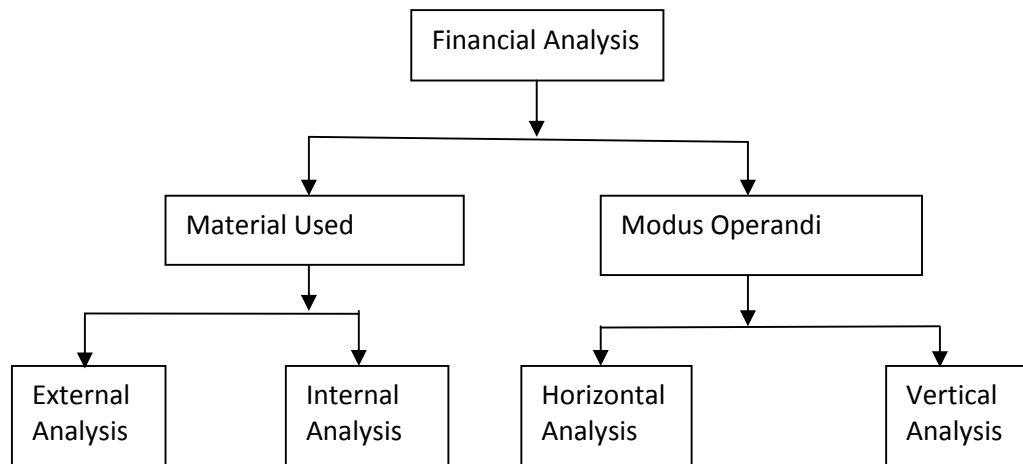 Financial Analysis
Material Used
Modus Operandi
External
Analysis
Internal
Analysis
Horizontal
Analysis
Vertical
Analysis